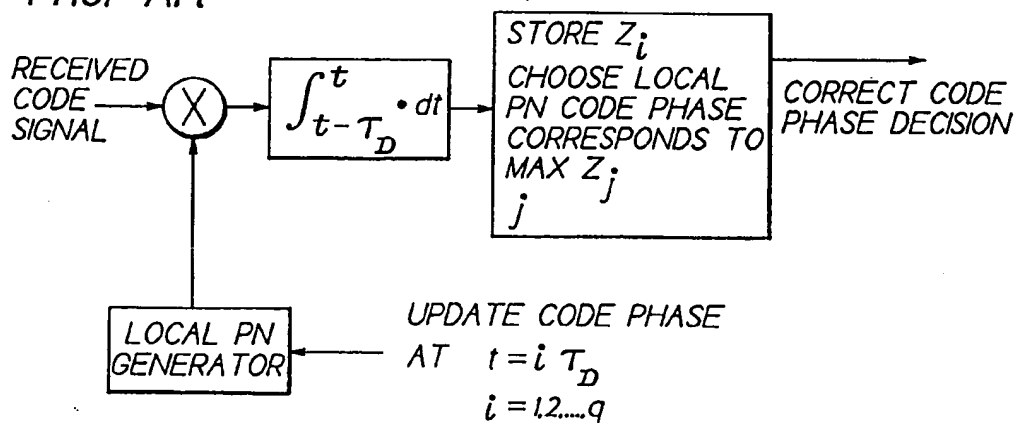 RECEIVED
CODE
SIGNAL
X
∫ t t-τD • dt
STORE Zi
CHOOSE LOCAL
PN CODE PHASE
CORRESPONDS TO
MAX Zj
j
CORRECT CODE
PHASE DECISION
LOCAL PN
GENERATOR
UPDATE CODE PHASE
AT t = i τD
i = 1,2,....q